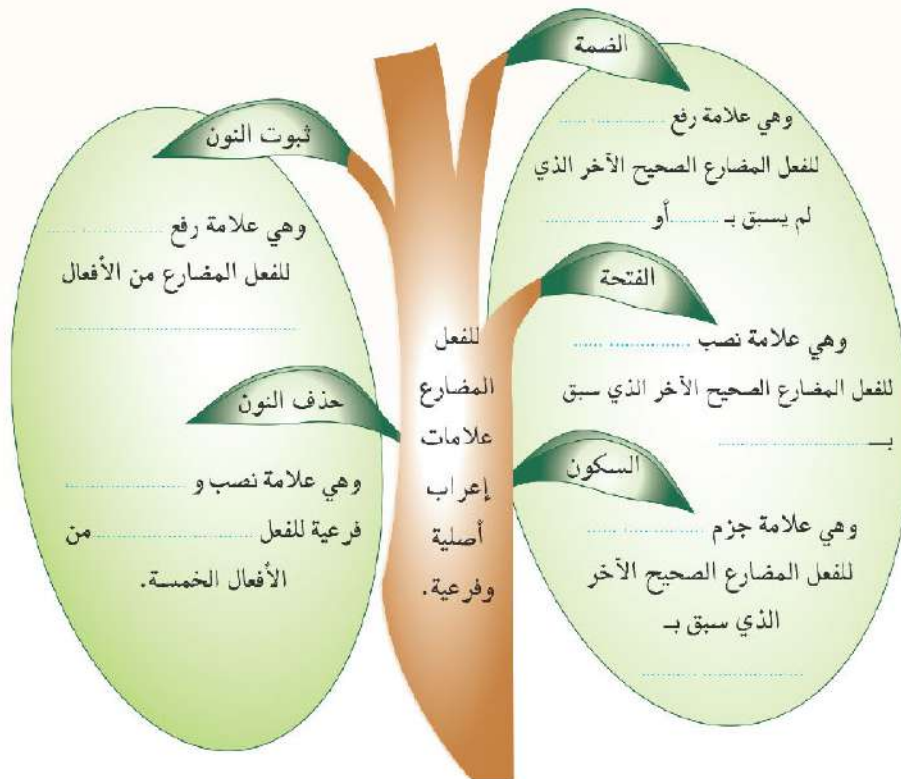 الضمة
وهي علامة رفع ..................
للفعل المضارع الصحيح الآخر الذي
لم يسبق بـ ........ أو ..................
الفتحة
وهي علامة نصب ..................
للفعل المضارع الصحيح الآخر الذي سبق
بـ ..................
السكون
وهي علامة جزم ..................
للفعل المضارع الصحيح الآخر
الذي سبق بـ
..................
للفعل
المضارع
علامات
إعراب
أصلية
وفرعية.
ثبوت النون
وهي علامة رفع ..................
للفعل المضارع من الأفعال
..................
حذف النون
وهي علامة نصب و ..................
فرعية للفعل .................. من
الأفعال الخمسة.